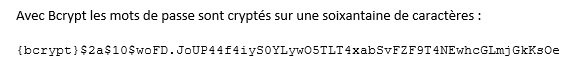 Avec Bcrypt les mots de passe sont cryptés sur une soixantaine de caractères :
{bcrypt}$2a$10$woFD.JoUP44f4iyS0YLywO5TLT4xabSvFZF9T4NEwhcGLmjGkKsOe